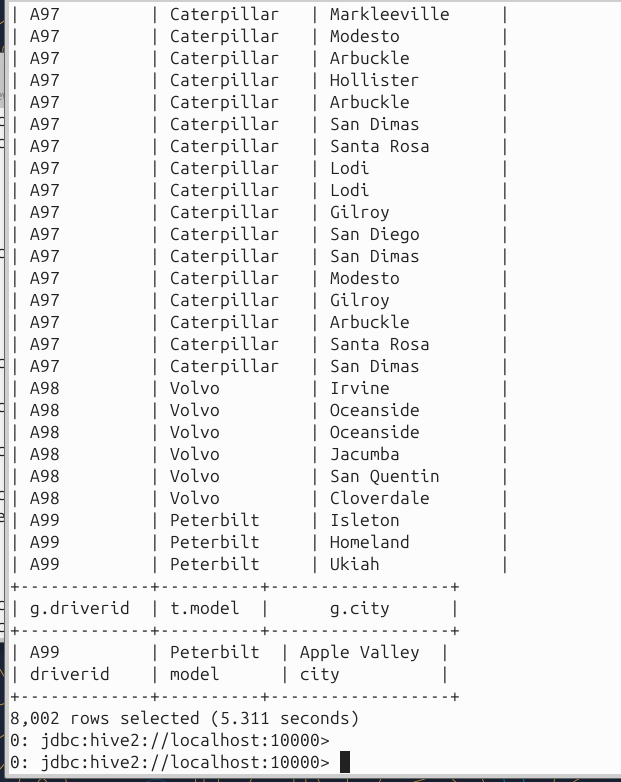 | A97 | Caterpillar | Markleeville |
| A97 | Caterpillar | Modesto |
| A97 | Caterpillar | Arbuckle |
| A97 | Caterpillar | Hollister |
| A97 | Caterpillar | Arbuckle |
| A97 | Caterpillar | San Dimas |
| A97 | Caterpillar | Santa Rosa |
| A97 | Caterpillar | Lodi |
| A97 | Caterpillar | Lodi |
| A97 | Caterpillar | Gilroy |
| A97 | Caterpillar | San Diego |
| A97 | Caterpillar | San Dimas |
| A97 | Caterpillar | Modesto |
| A97 | Caterpillar | Gilroy |
| A97 | Caterpillar | Arbuckle |
| A97 | Caterpillar | Santa Rosa |
| A97 | Caterpillar | San Dimas |
| A98 | Volvo | Irvine |
| A98 | Volvo | Oceanside |
| A98 | Volvo | Oceanside |
| A98 | Volvo | Jacumba |
| A98 | Volvo | San Quentin |
| A98 | Volvo | Cloverdale |
| A99 | Peterbilt | Isleton |
| A99 | Peterbilt | Homeland |
| A99 | Peterbilt | Ukiah |
+-------------+----------+------------------+
| g.driverid | t.model | g.city |
+-------------+----------+------------------+
| A99 | Peterbilt | Apple Valley |
| driverid | model | city |
+-------------+----------+------------------+
8,002 rows selected (5.311 seconds)
0: jdbc:hive2://localhost:10000>
0: jdbc:hive2://localhost:10000>